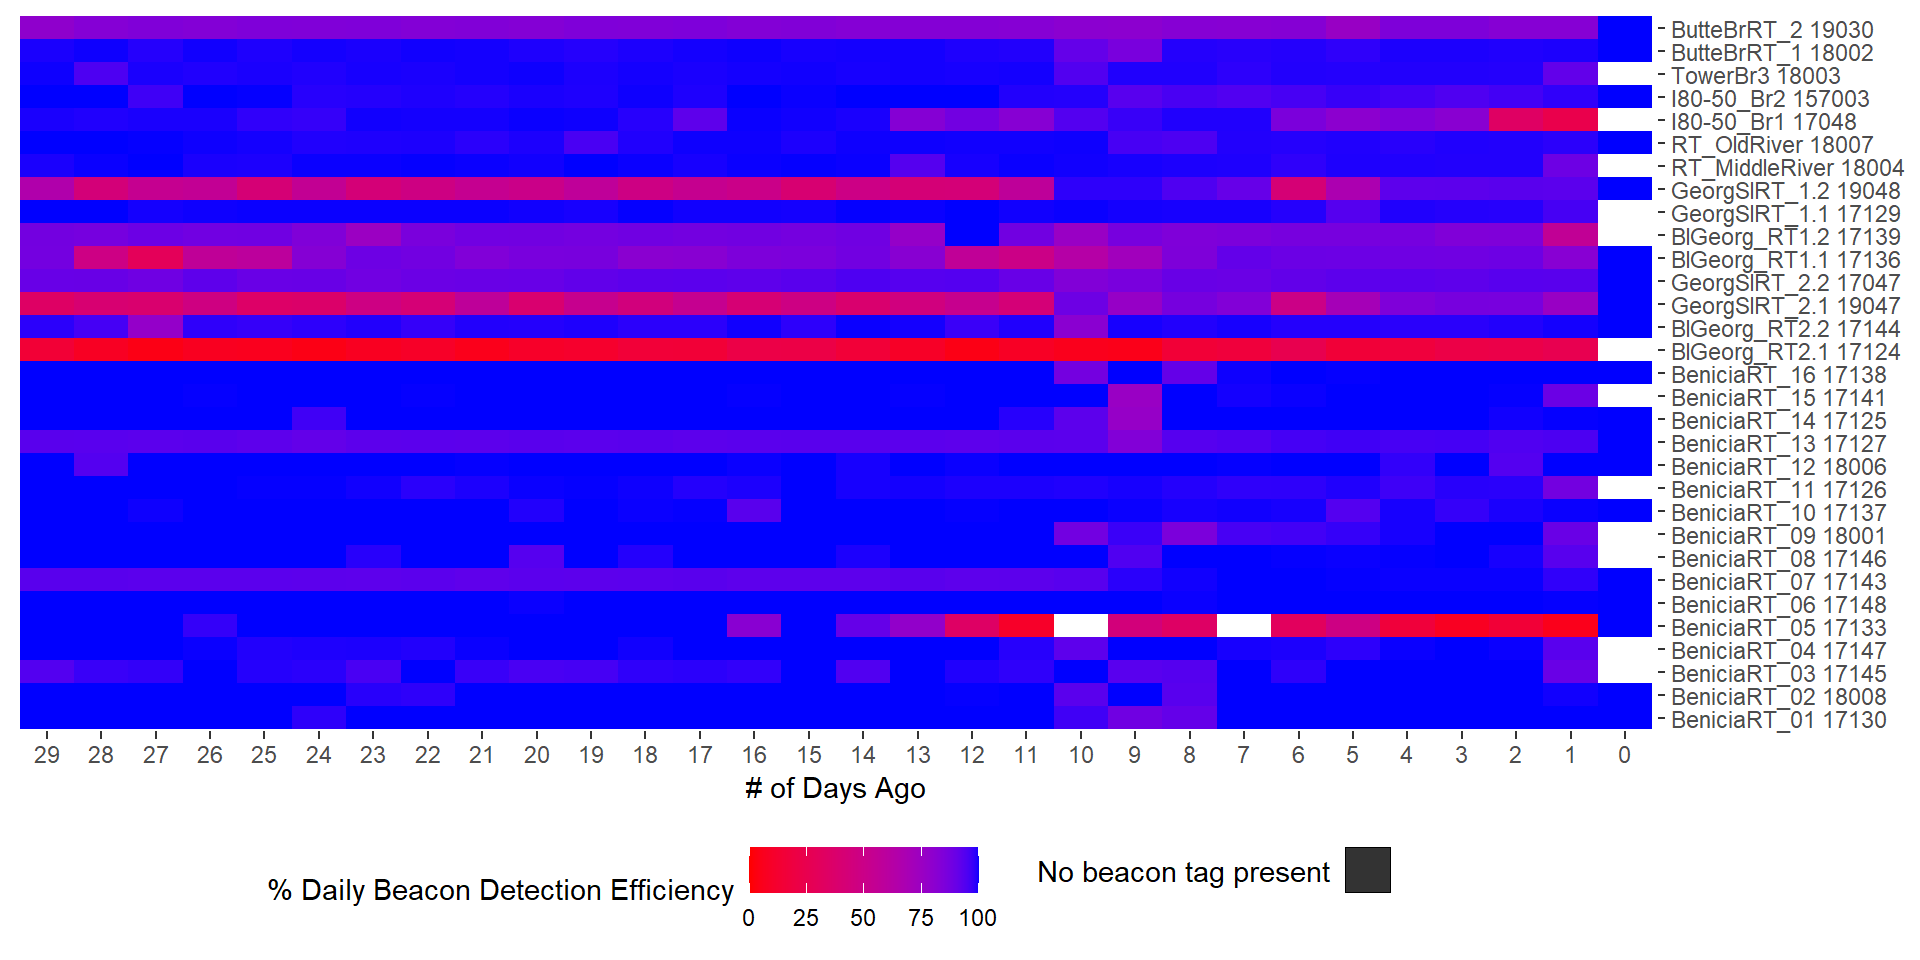 ButteBrRT_2 19030
ButteBrRT_1 18002
TowerBr3 18003
I80-50_Br2 157003
I80-50_Br1 17048
RT_OldRiver 18007
RT_MiddleRiver 18004
GeorgSlRT_1.2 19048
GeorgSlRT_1.1 17129
BlGeorg_RT1.2 17139
BlGeorg_RT1.1 17136
GeorgSlRT_2.2 17047
GeorgSlRT_2.1 19047
BlGeorg_RT2.2 17144
BlGeorg_RT2.1 17124
BeniciaRT_16 17138
BeniciaRT_15 17141
BeniciaRT_14 17125
BeniciaRT_13 17127
BeniciaRT_12 18006
BeniciaRT_11 17126
BeniciaRT_10 17137
BeniciaRT_09 18001
BeniciaRT_08 17146
BeniciaRT_07 17143
BeniciaRT_06 17148
BeniciaRT_05 17133
BeniciaRT_04 17147
BeniciaRT_03 17145
BeniciaRT_02 18008
BeniciaRT_01 17130
29 28 27 26 25 24 23 22 21 20 19 18 17 16 15 14 13 12 11 10 9 8 7 6 5 4 3 2 1 0
# of Days Ago
% Daily Beacon Detection Efficiency
0 25 50 75 100
No beacon tag present